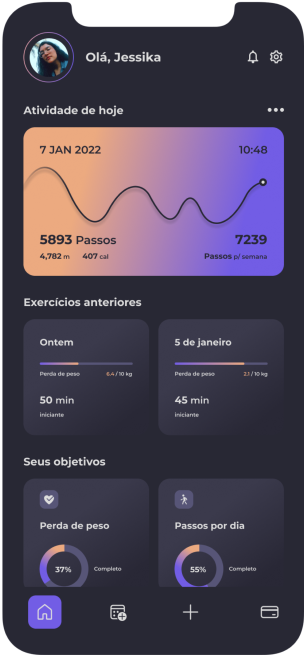 Olá, Jessika
Atividade de hoje
7 JAN 2022 10:48
5893 Passos 7239
4,782 m 407 cal Passos p/ semana
Exercícios anteriores
Ontem
Perda de peso 6.4 / 10 kg
50 min
iniciante
5 de janeiro
Perda de peso 2.1 / 10 kg
45 min
iniciante
Seus objetivos
Perda de peso
37% Completo
Passos por dia
55% Completo